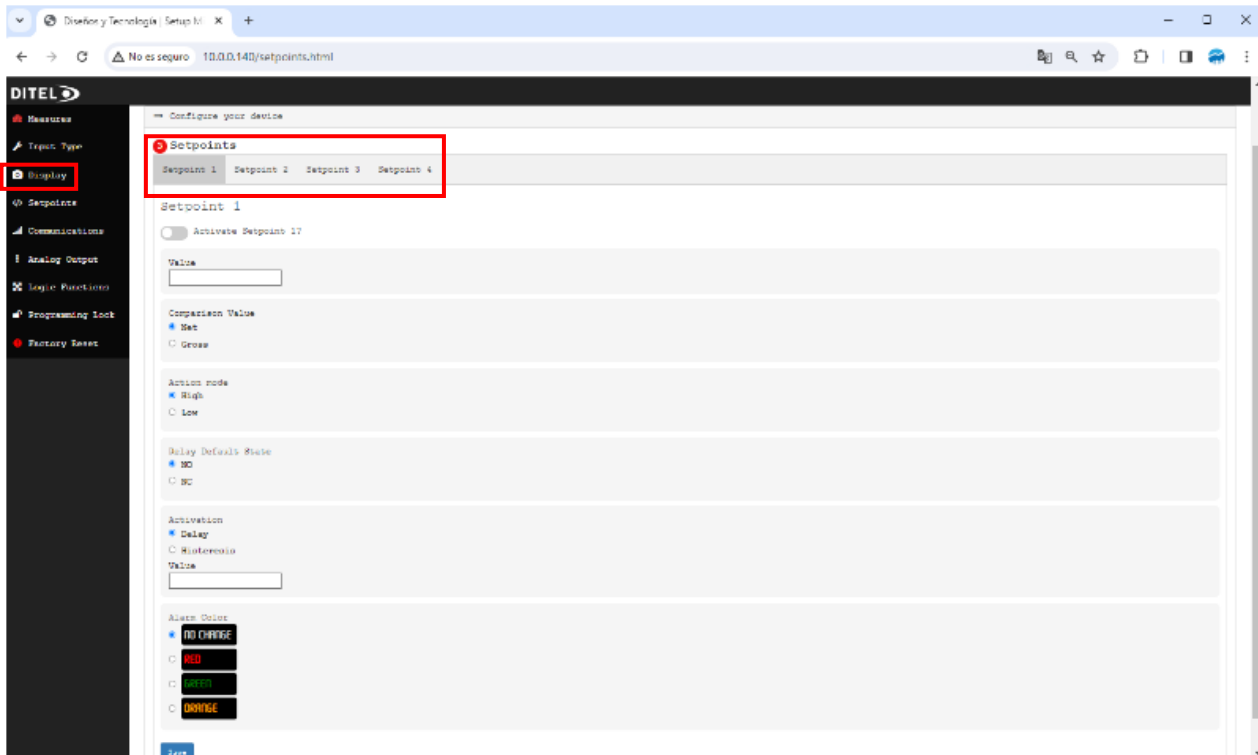 Diseños y Tecnología | Setup M
No es seguro 10.0.0.140/setpoints.html
DITEL
Measures
Input Type
Display
Setpoints
Communications
Analog Output
Logic Functions
Programming Lock
Factory Reset
Configure your device
Setpoints
Setpoint 1 Setpoint 2 Setpoint 3 Setpoint 4
Setpoint 1
Activate Setpoint 1?
Value
Comparison Value
Net
Gross
Action mode
High
Low
Relay Default State
NO
NC
Activation
Delay
Histeresis
Value
Alarm Color
NO CHANGE
RED
GREEN
ORANGE
Save